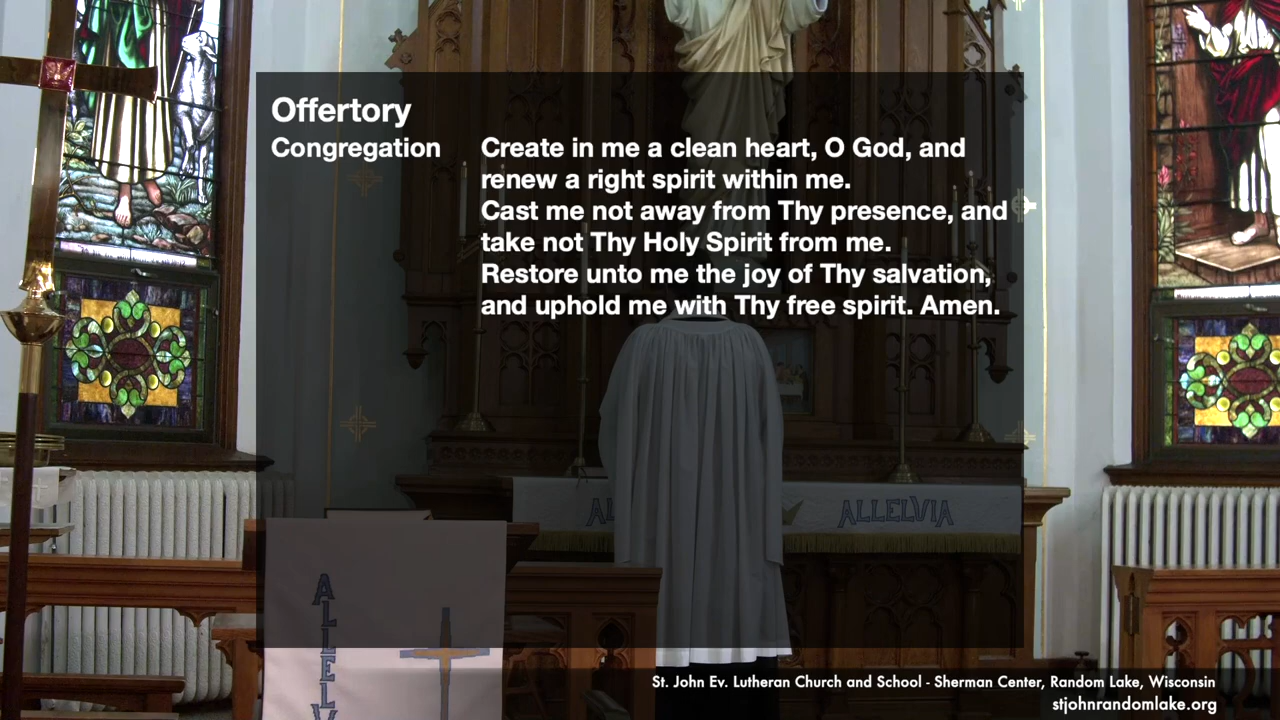 Offertory
Congregation Create in me a clean heart, O God, and
renew a right spirit within me.
Cast me not away from Thy presence, and
take not Thy Holy Spirit from me.
Restore unto me the joy of Thy salvation,
and uphold me with Thy free spirit. Amen.
AL
ALLELVIA
ALLELV
St. John Ev. Lutheran Church and School - Sherman Center, Random Lake, Wisconsin
stjohnrandomlake.org